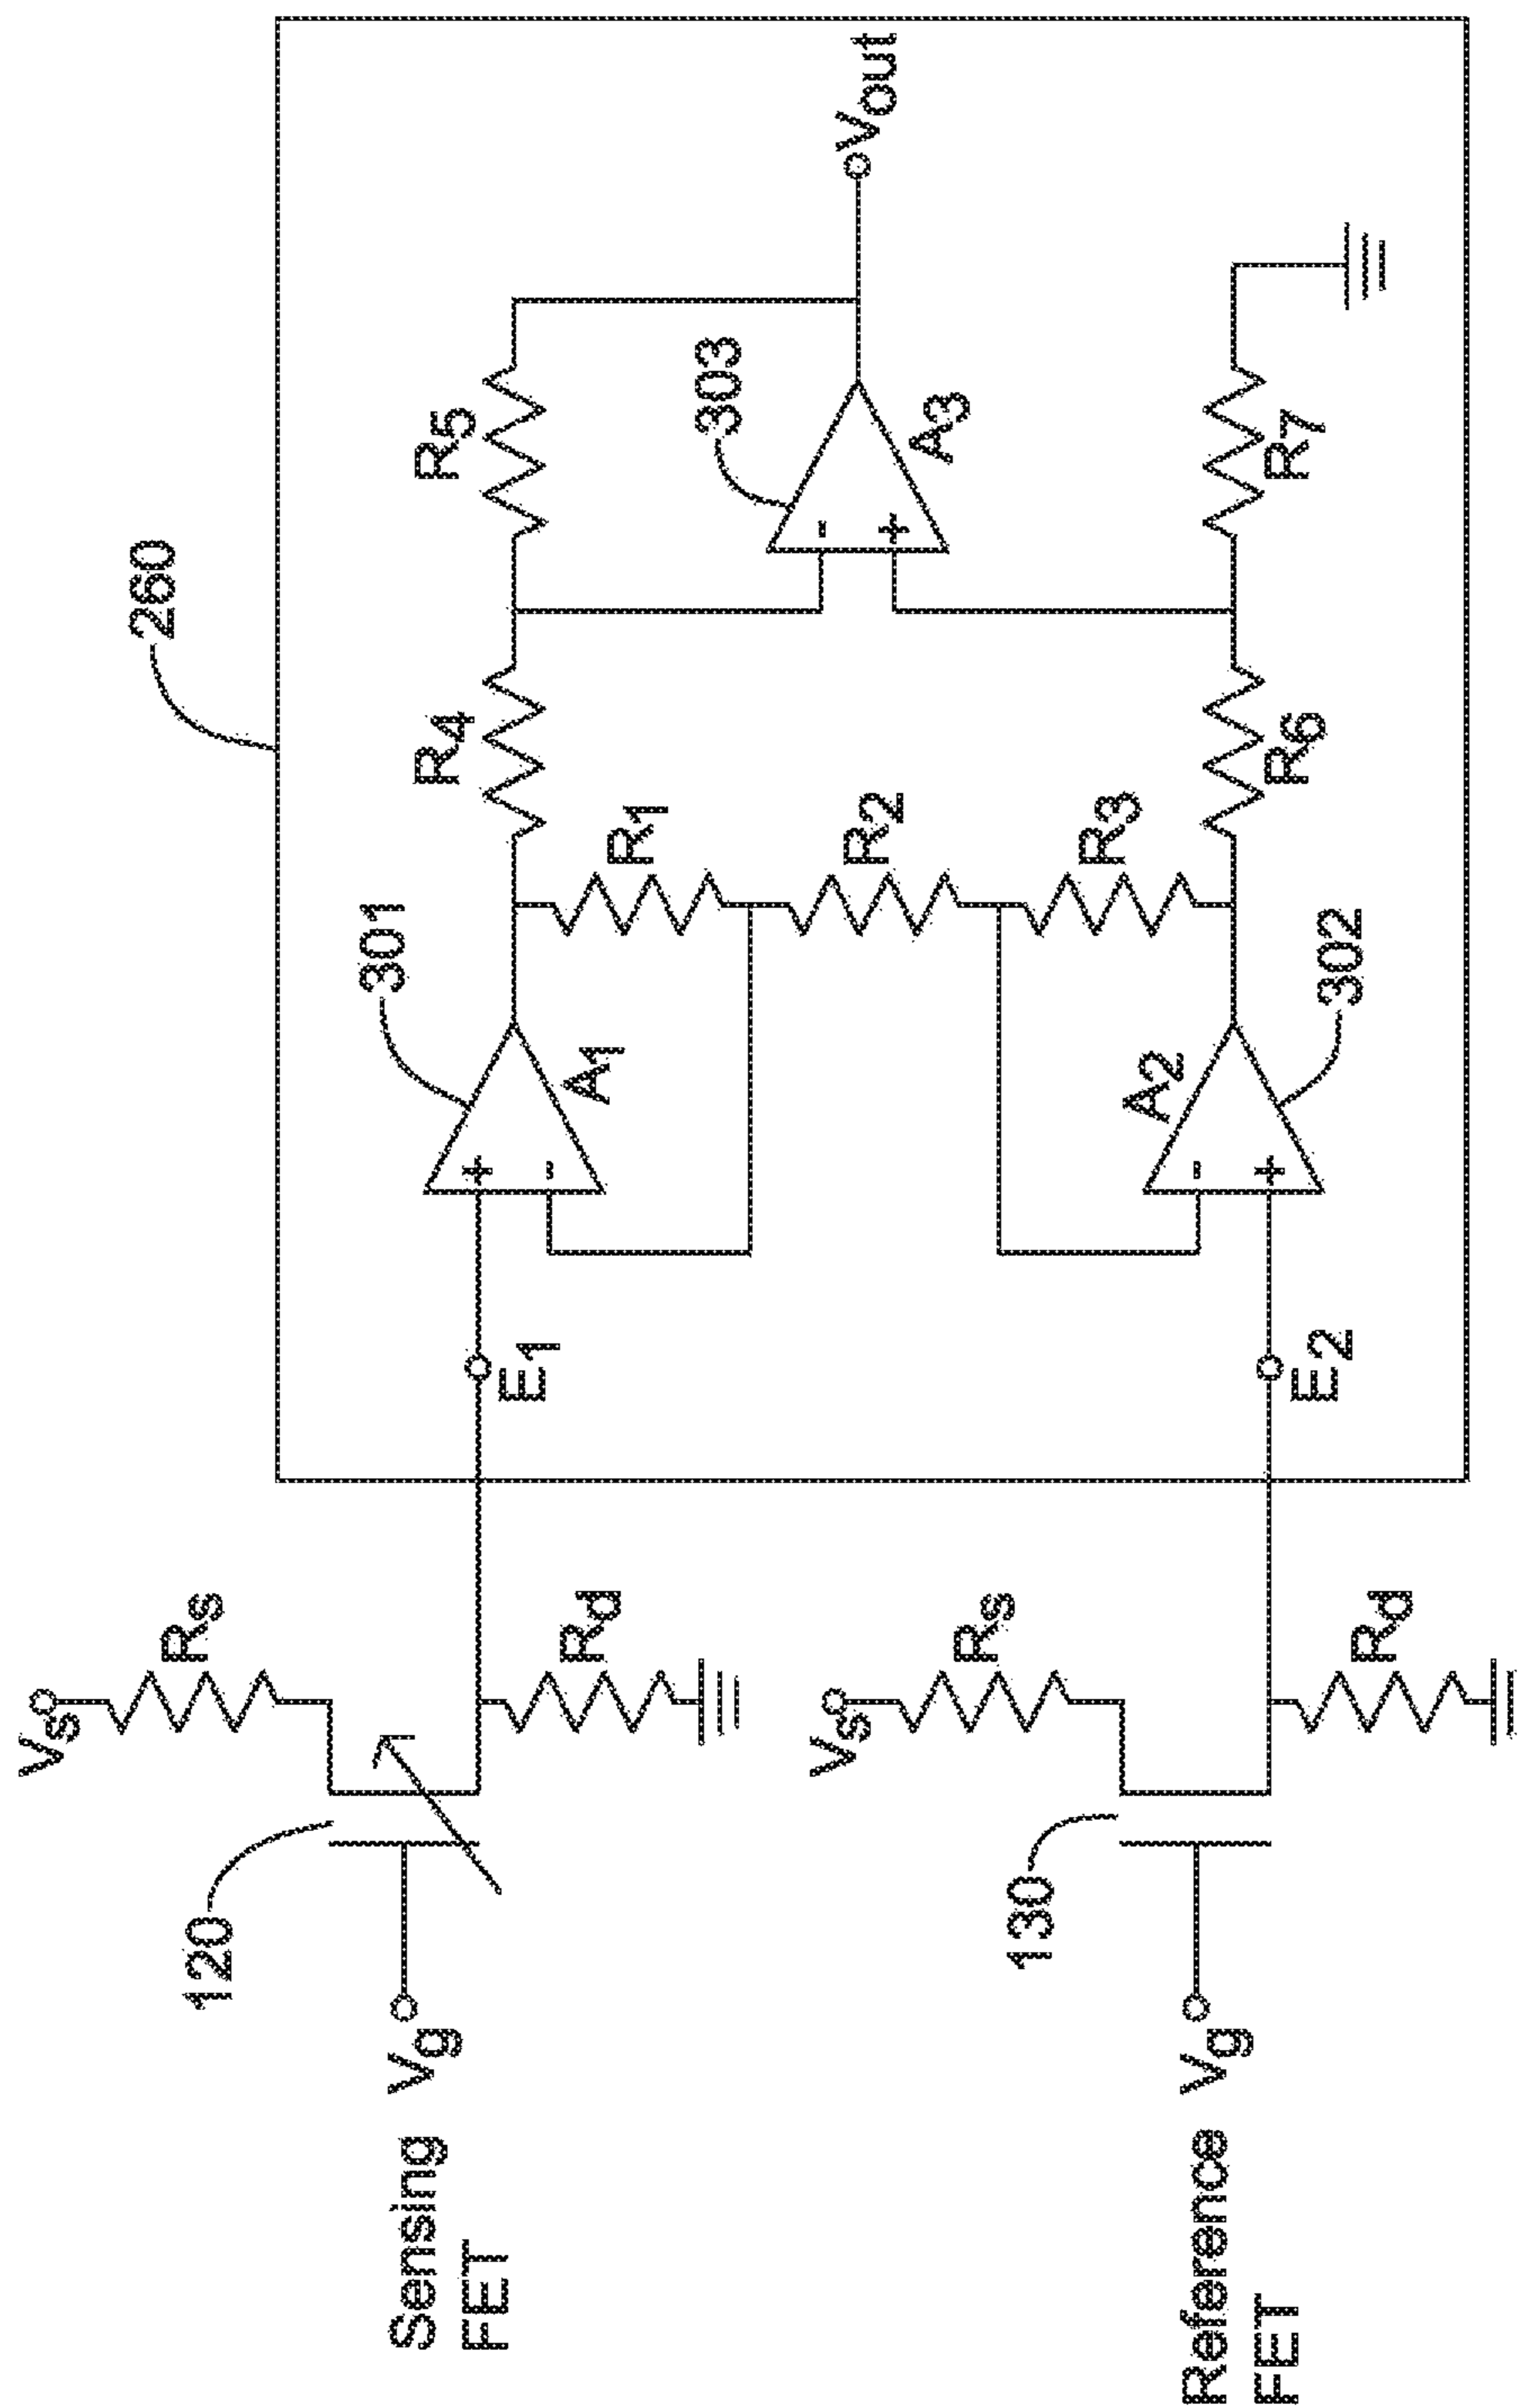 260
Vs
Rs
120
Sensing
FET
Vg
Rd
E1
301
A1
R1
R4
R5
303
A3
Vout
R2
R3
Vs
Rs
130
Reference
FET
Vg
Rd
E2
A2
302
R6
R7
+
-
-
+
-
+